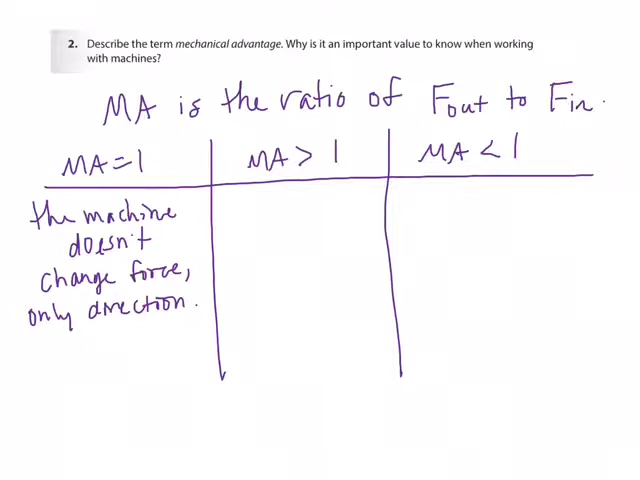 2. Describe the term mechanical advantage. Why is it an important value to know when working
with machines?
MA is the ratio of Fout to Fin.
MA = 1 MA > 1 MA < 1
the machine
doesn't
change force,
only direction.